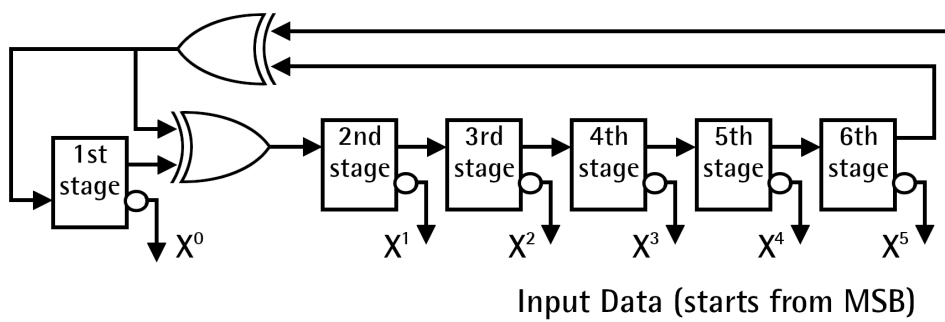 1st stage
2nd stage
3rd stage
4th stage
5th stage
6th stage
X⁰
X¹
X²
X³
X⁴
X⁵
Input Data (starts from MSB)